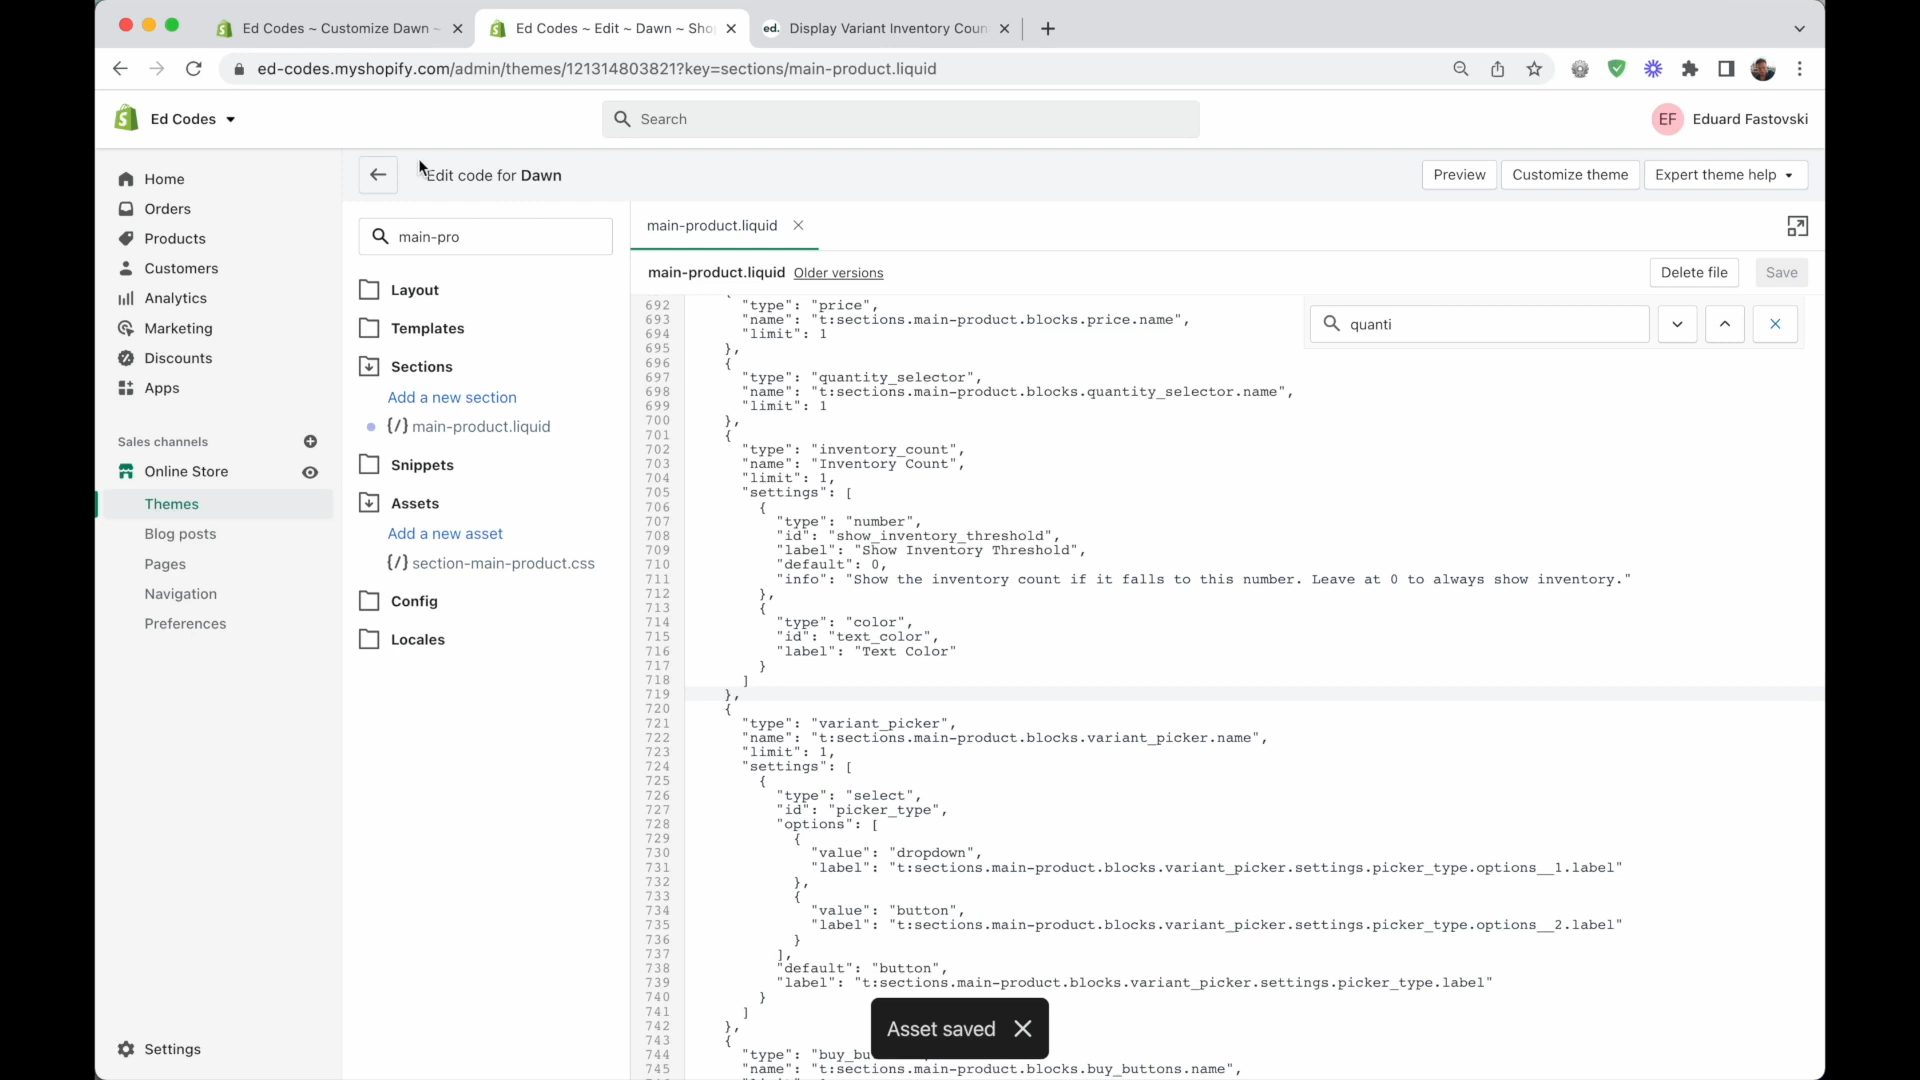 Ed Codes ~ Customize Dawn ~
Ed Codes ~ Edit ~ Dawn ~ Sho
ed. Display Variant Inventory Coun
ed-codes.myshopify.com/admin/themes/121314803821?key=sections/main-product.liquid
Ed Codes
Search
EF Eduard Fastovski
Home
Orders
Products
Customers
Analytics
Marketing
Discounts
Apps
Sales channels
Online Store
Themes
Blog posts
Pages
Navigation
Preferences
Settings
Edit code for Dawn
Preview
Customize theme
Expert theme help
main-pro
Layout
Templates
Sections
Add a new section
{/} main-product.liquid
Snippets
Assets
Add a new asset
{/} section-main-product.css
Config
Locales
main-product.liquid
main-product.liquid Older versions
Delete file
Save
quanti
692 "type": "price",
693 "name": "t:sections.main-product.blocks.price.name",
694 "limit": 1
695 },
696 {
697 "type": "quantity_selector",
698 "name": "t:sections.main-product.blocks.quantity_selector.name",
699 "limit": 1
700 },
701 {
702 "type": "inventory_count",
703 "name": "Inventory Count",
704 "limit": 1,
705 "settings": [
706 {
707 "type": "number",
708 "id": "show_inventory_threshold",
709 "label": "Show Inventory Threshold",
710 "default": 0,
711 "info": "Show the inventory count if it falls to this number. Leave at 0 to always show inventory."
712 },
713 {
714 "type": "color",
715 "id": "text_color",
716 "label": "Text Color"
717 }
718 ]
719 },
720 {
721 "type": "variant_picker",
722 "name": "t:sections.main-product.blocks.variant_picker.name",
723 "limit": 1,
724 "settings": [
725 {
726 "type": "select",
727 "id": "picker_type",
728 "options": [
729 {
730 "value": "dropdown",
731 "label": "t:sections.main-product.blocks.variant_picker.settings.picker_type.options__1.label"
732 },
733 {
734 "value": "button",
735 "label": "t:sections.main-product.blocks.variant_picker.settings.picker_type.options__2.label"
736 }
737 ],
738 "default": "button",
739 "label": "t:sections.main-product.blocks.variant_picker.settings.picker_type.label"
740 }
741 ]
742 },
743 {
744 "type": "buy_bu
745 "name": "t:sections.main-product.blocks.buy_buttons.name",
Asset saved